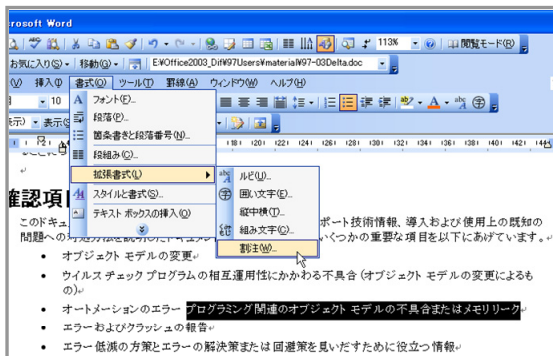 rosoft Word
113%
閲覧モード(R)
お気に入り(S)
移動(G)
E:¥Office2003_Dif¥97Users¥material¥97-03Delta.doc
(V) 挿入(I) 書式(O) ツール(T) 罫線(A) ウィンドウ(W) ヘルプ(H)
10
フォント(F)...
段落(P)...
示) 表示(S)
箇条書きと段落番号(N)...
段組み(C)...
拡張書式(L)
ルビ(U)...
スタイルと書式(S)...
囲い文字(E)...
テキスト ボックスの挿入(O)
縦中横(T)...
組み文字(C)...
割注(W)...
確認項
このドキュ
ポート技術情報、導入および使用上の既知の
問題への
いくつかの重要な項目を以下にあげています。
• オブジェクト モデルの変更
• ウイルス チェック プログラムの相互運用性にかかわる不具合 (オブジェクト モデルの変更によるも
の)
• オートメーションのエラー プログラミング関連のオブジェクト モデルの不具合またはメモリリーク
• エラーおよびクラッシュの報告
• エラー低減の方策とエラーの解決策または回避策を見いだすために役立つ情報